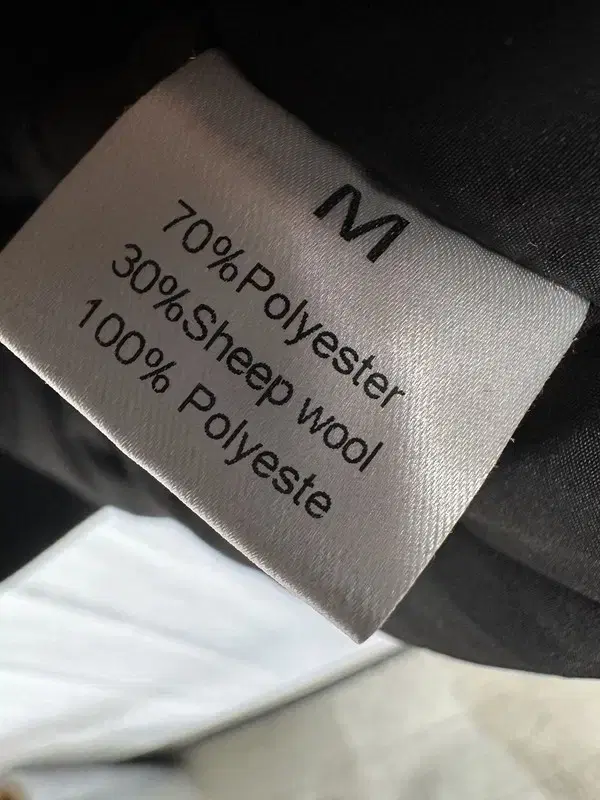 M
70%Polyester
30%Sheep wool
100% Polyeste